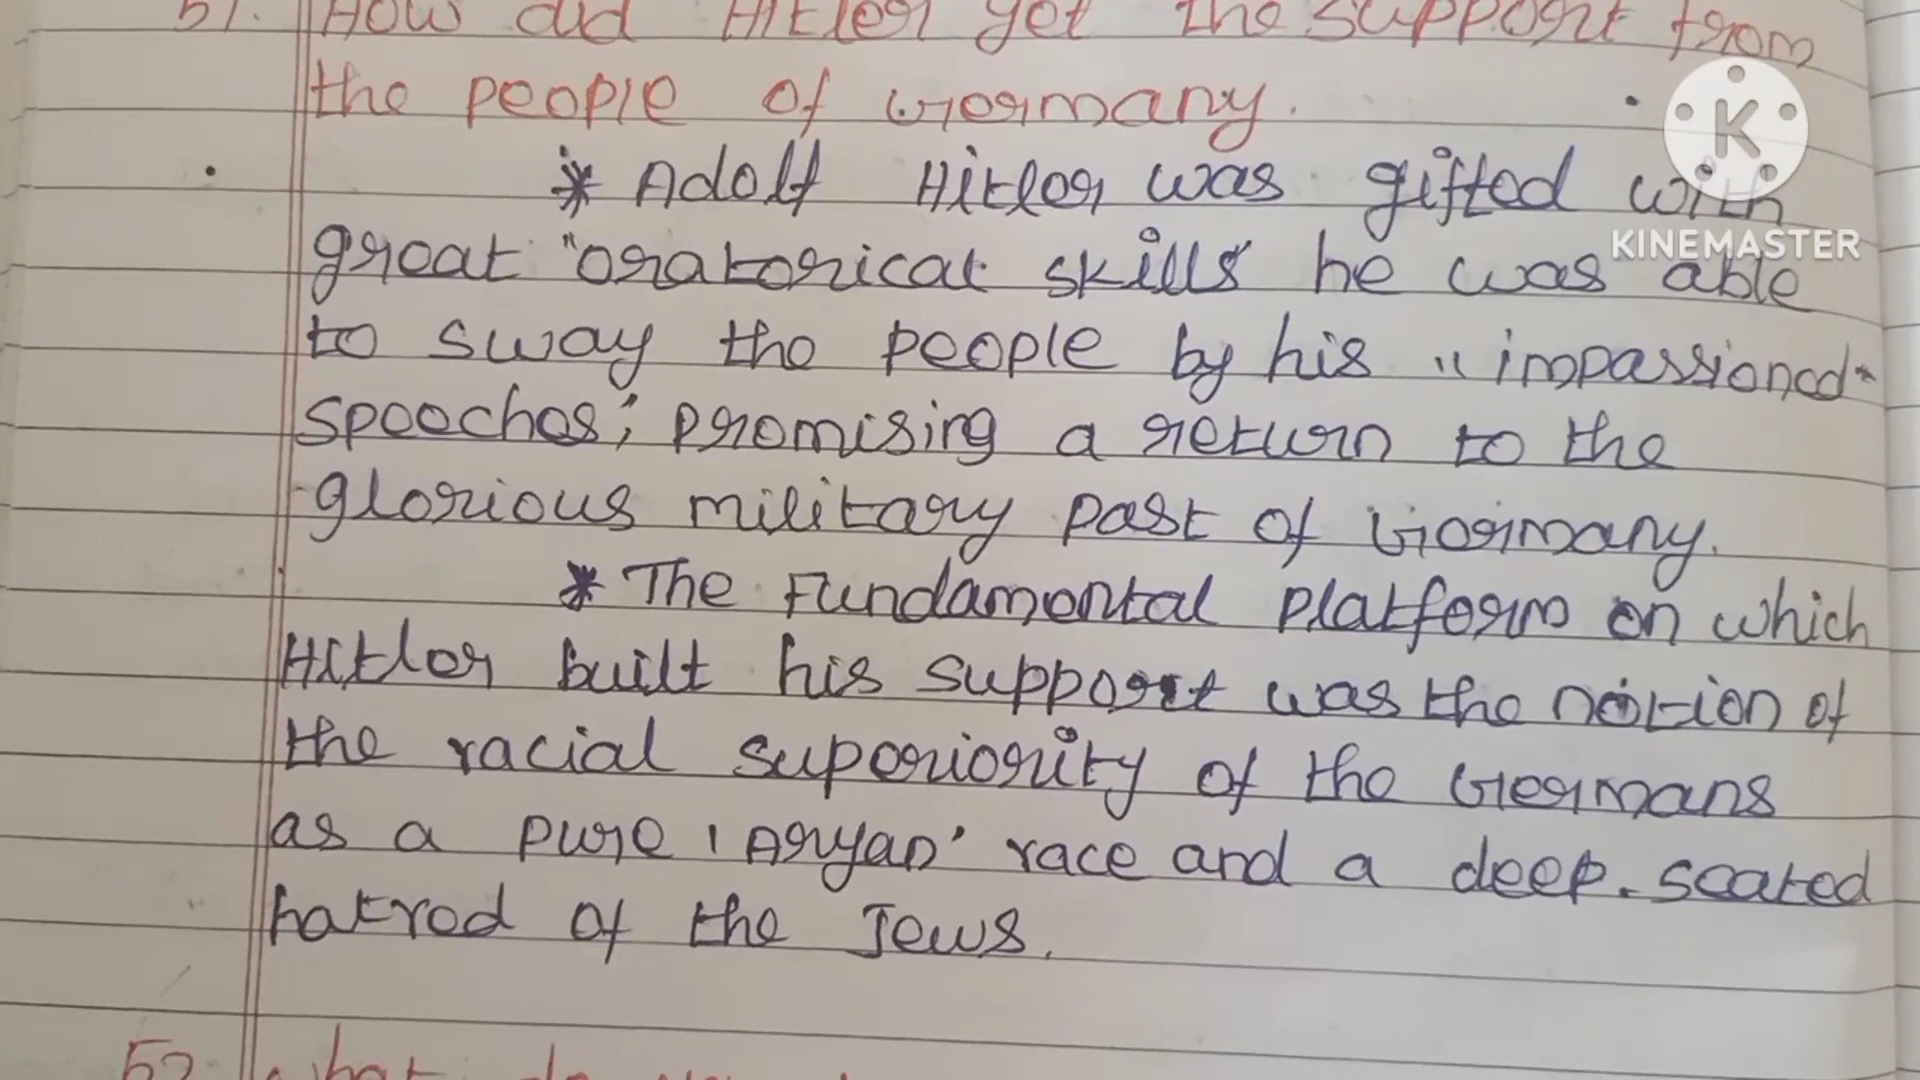 51. How did Hitler get the support from
the people of Germany.
* Adolf Hitler was gifted with
great "oratorical skills" he was able
to sway the people by his "impassioned"
speeches; promising a return to the
glorious military past of Germany.
* The Fundamental platform on which
Hitler built his support was the notion of
the racial superiority of the Germans
as a pure 'Aryan' race and a deep-seated
hatred of the Jews.
52. What do
K
KINEMASTER